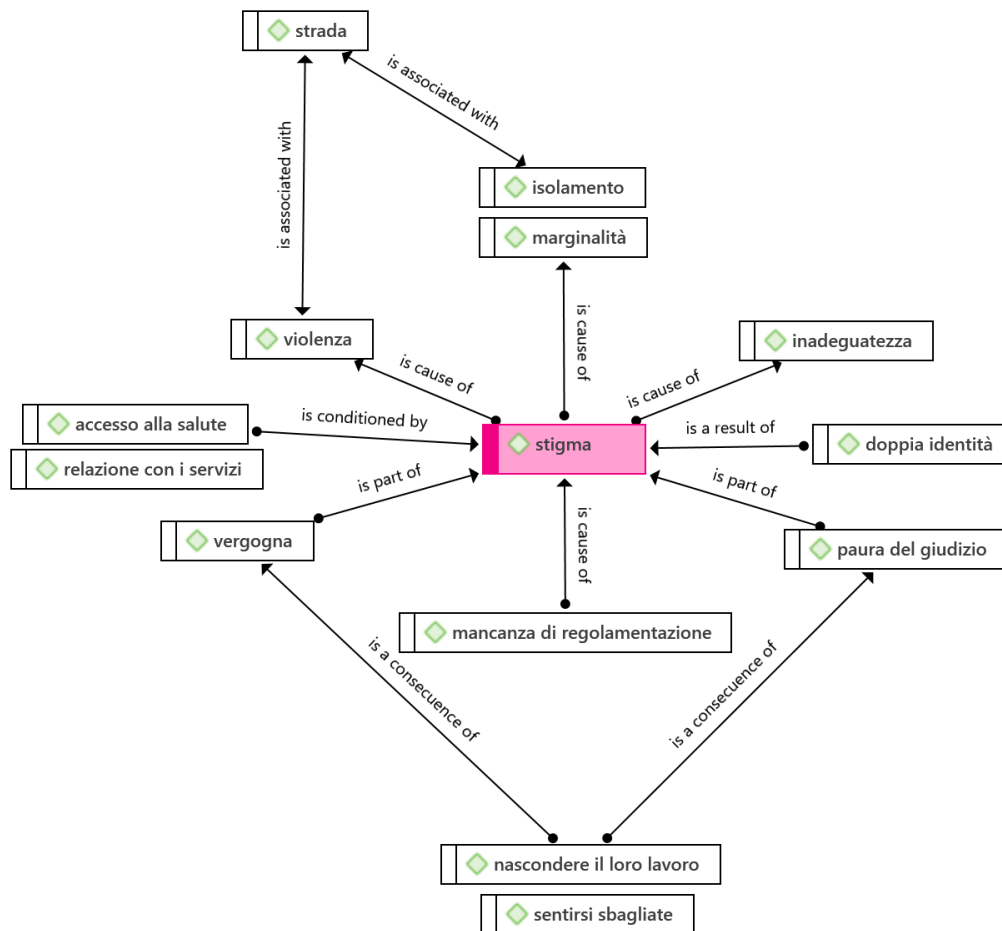 strada
is associated with
is associated with
isolamento
marginalità
is cause of
violenza
is cause of
inadeguatezza
is cause of
accesso alla salute
is conditioned by
relazione con i servizi
stigma
is a result of
doppia identità
is part of
is part of
vergogna
is cause of
paura del giudizio
mancanza di regolamentazione
is a consecuence of
is a consecuence of
nascondere il loro lavoro
sentirsi sbagliate